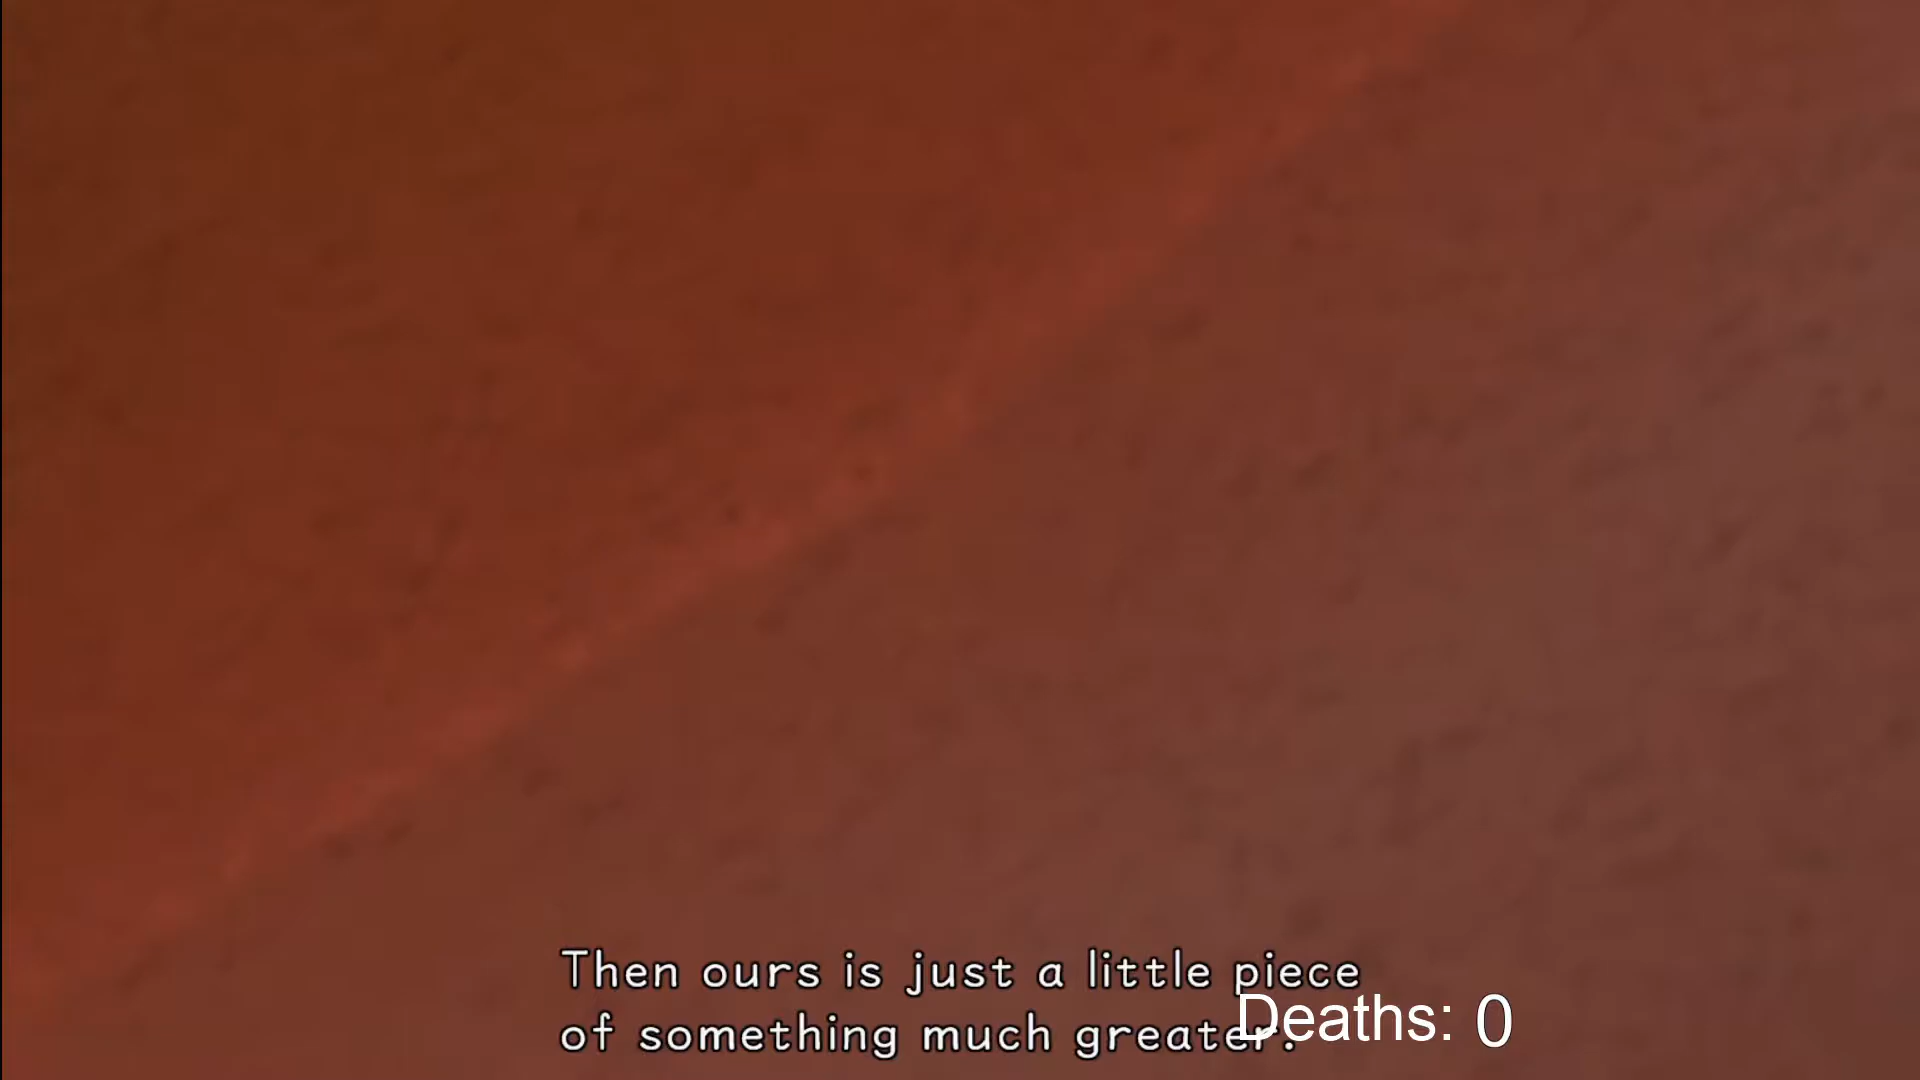 Then ours is just a little piece
of something much greater.
Deaths: 0